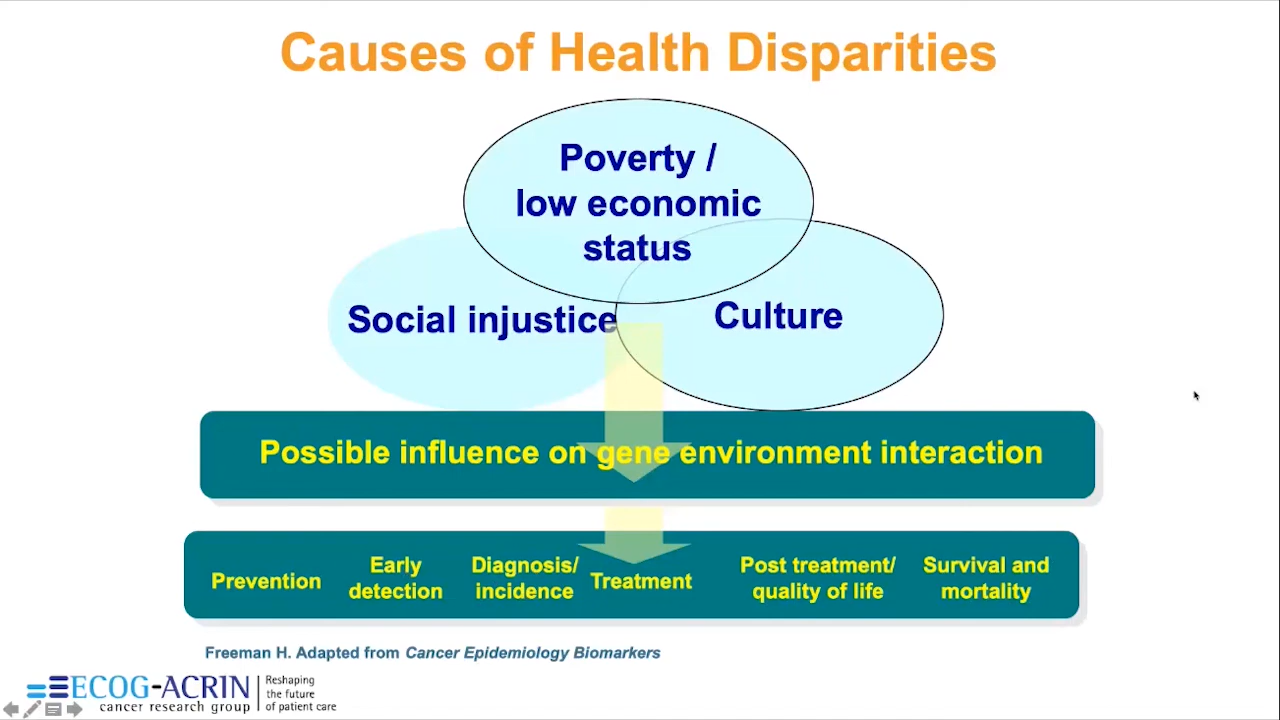 Causes of Health Disparities
Poverty /
low economic
status
Social injustice
Culture
Possible influence on gene environment interaction
Prevention
Early
detection
Diagnosis/
incidence
Treatment
Post treatment/
quality of life
Survival and
mortality
Freeman H. Adapted from Cancer Epidemiology Biomarkers
ECOG-ACRIN
cancer research group
Reshaping
the future
of patient care